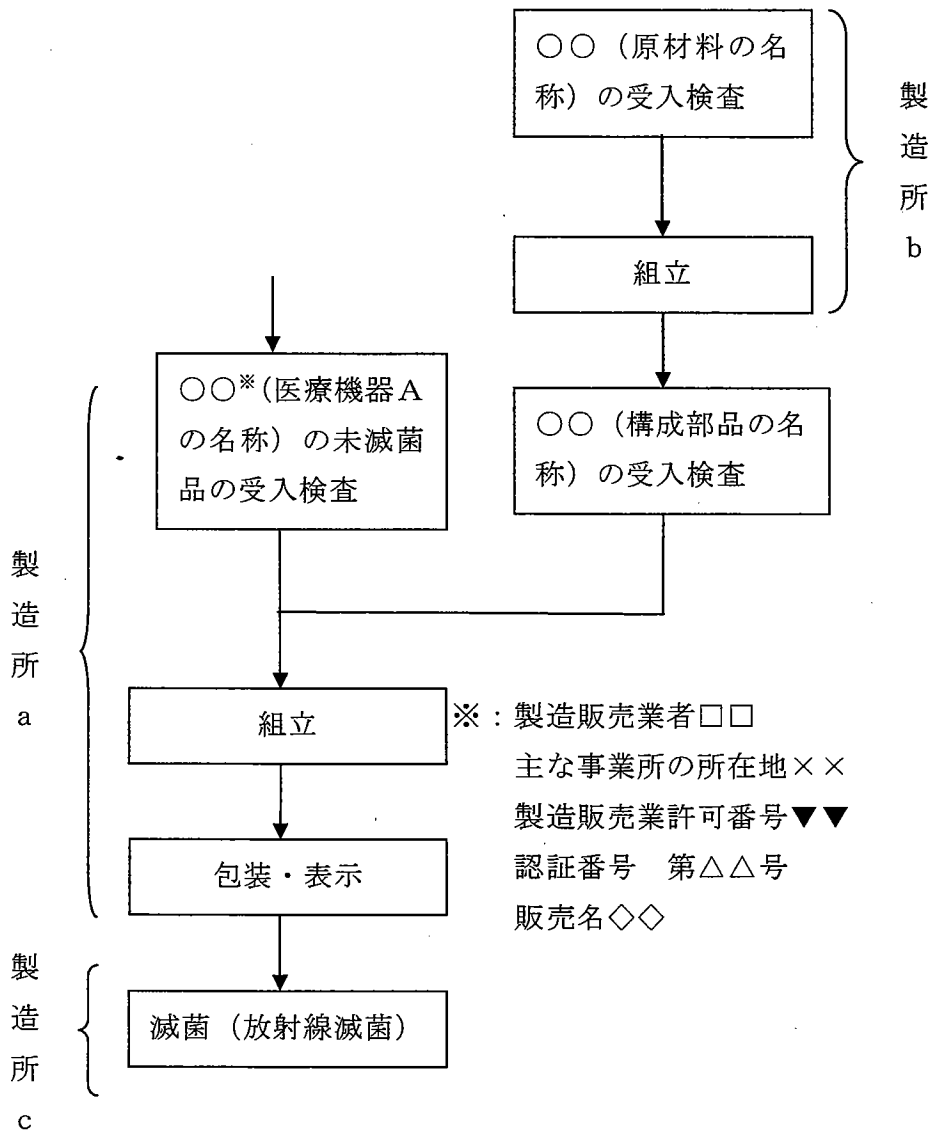 ○○（原材料の名
称）の受入検査
製造所b
組立
○○※(医療機器A
の名称）の未滅菌
品の受入検査
○○（構成部品の名
称）の受入検査
製造所a
組立
※：製造販売業者□□
主な事業所の所在地××
製造販売業許可番号▼▼
認証番号　第△△号
販売名◇◇
包装・表示
製造所c
滅菌（放射線滅菌）